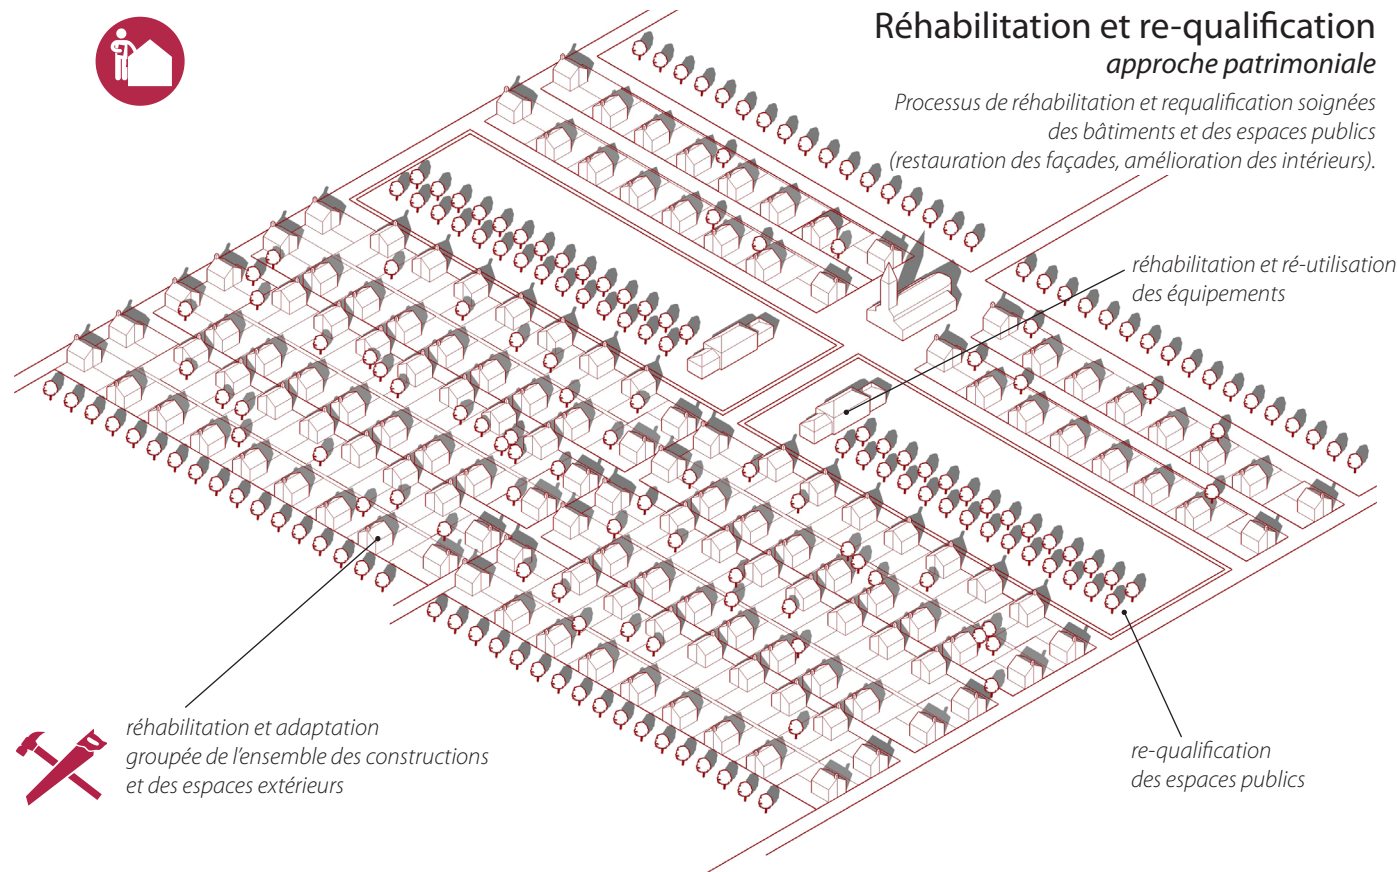 Réhabilitation et re-qualification
approche patrimoniale
Processus de réhabilitation et requalification soignées
des bâtiments et des espaces publics
(restauration des façades, amélioration des intérieurs).
réhabilitation et ré-utilisation
des équipements
réhabilitation et adaptation
groupée de l'ensemble des constructions
et des espaces extérieurs
re-qualification
des espaces publics